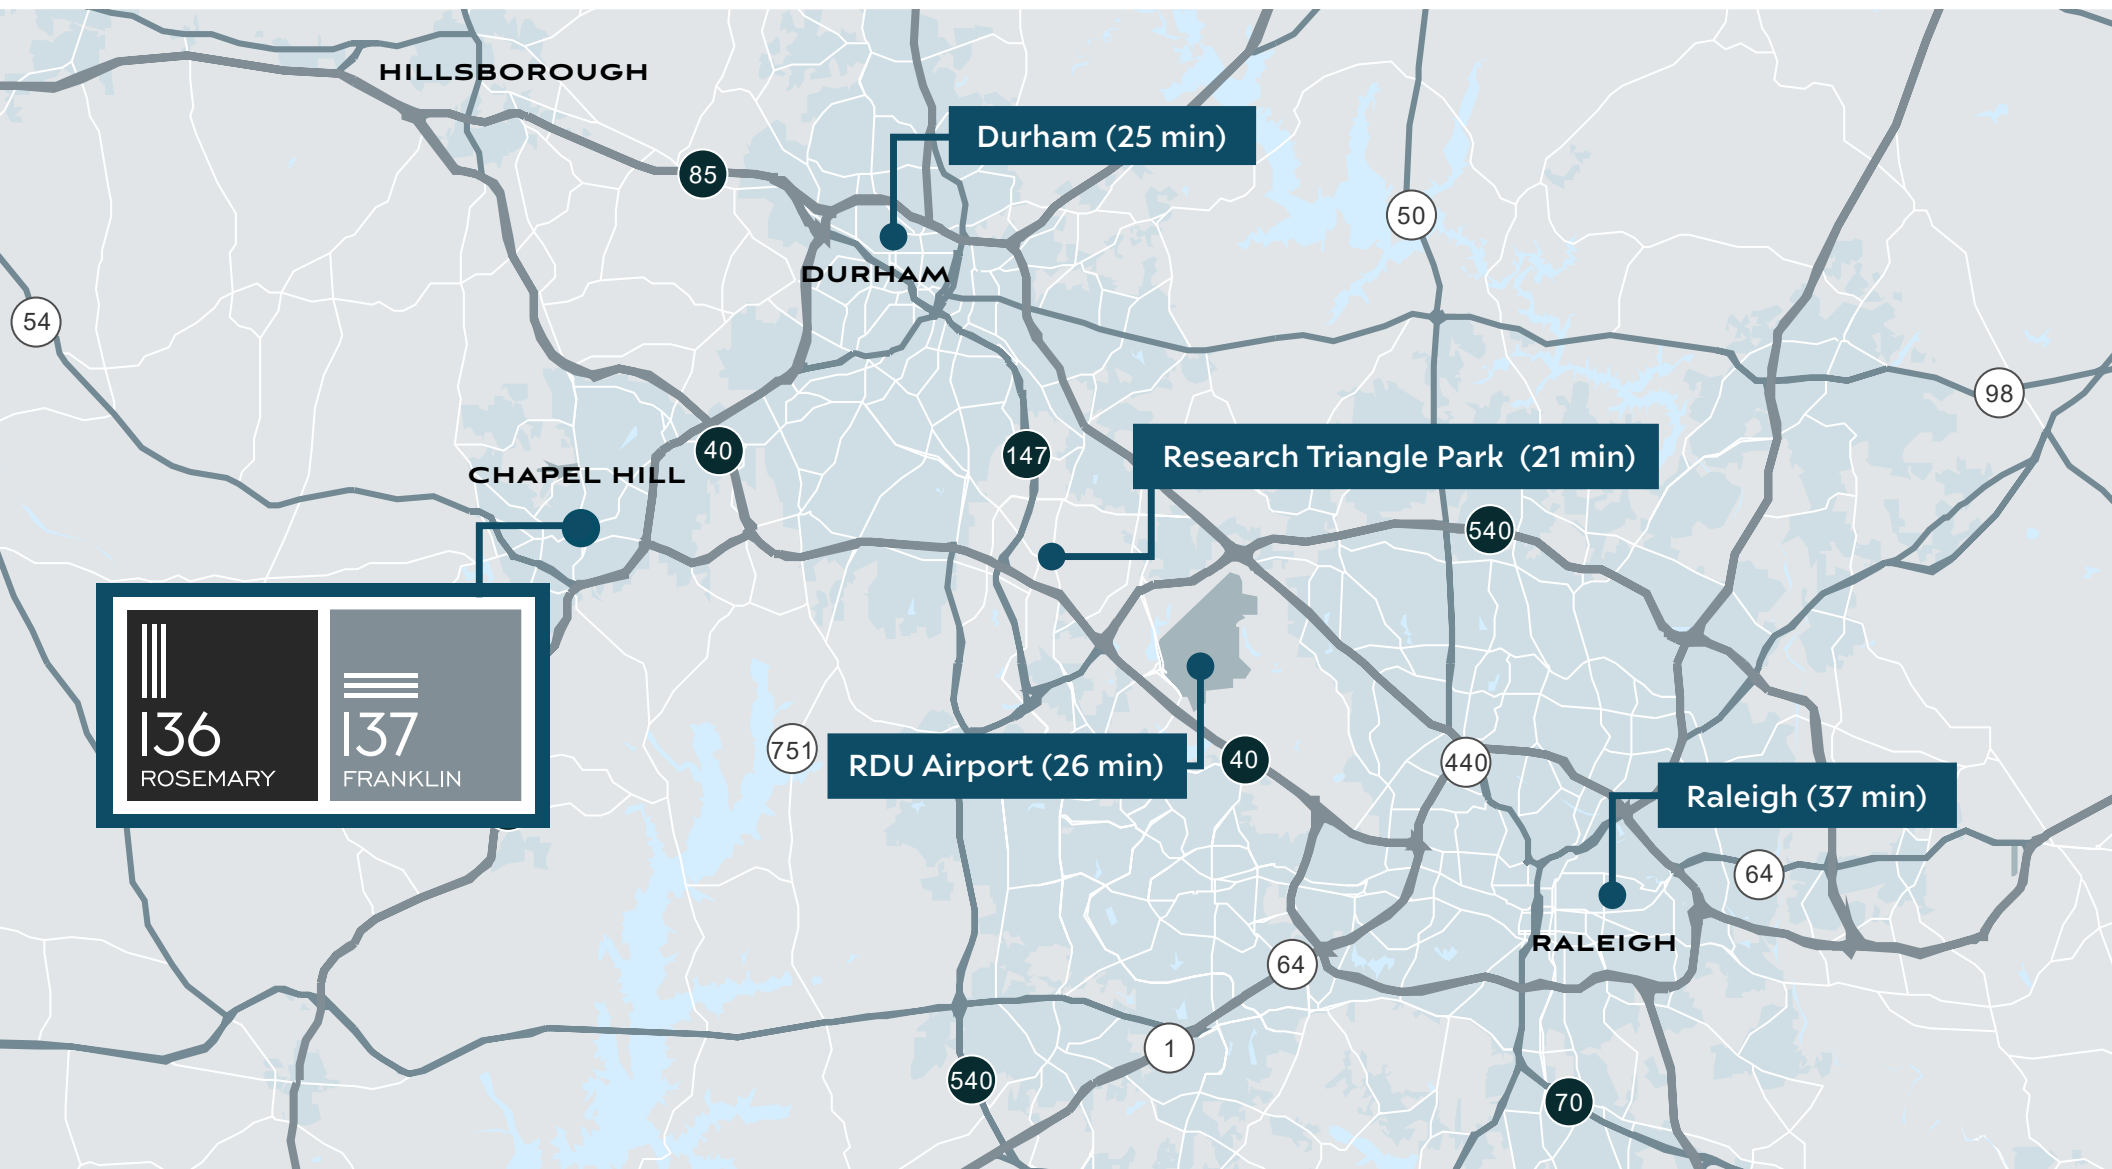 HILLSBOROUGH
Durham (25 min)
85
50
DURHAM
54
98
40
147
Research Triangle Park (21 min)
CHAPEL HILL
540
136
ROSEMARY
137
FRANKLIN
751
RDU Airport (26 min)
40
440
Raleigh (37 min)
64
RALEIGH
64
1
540
70